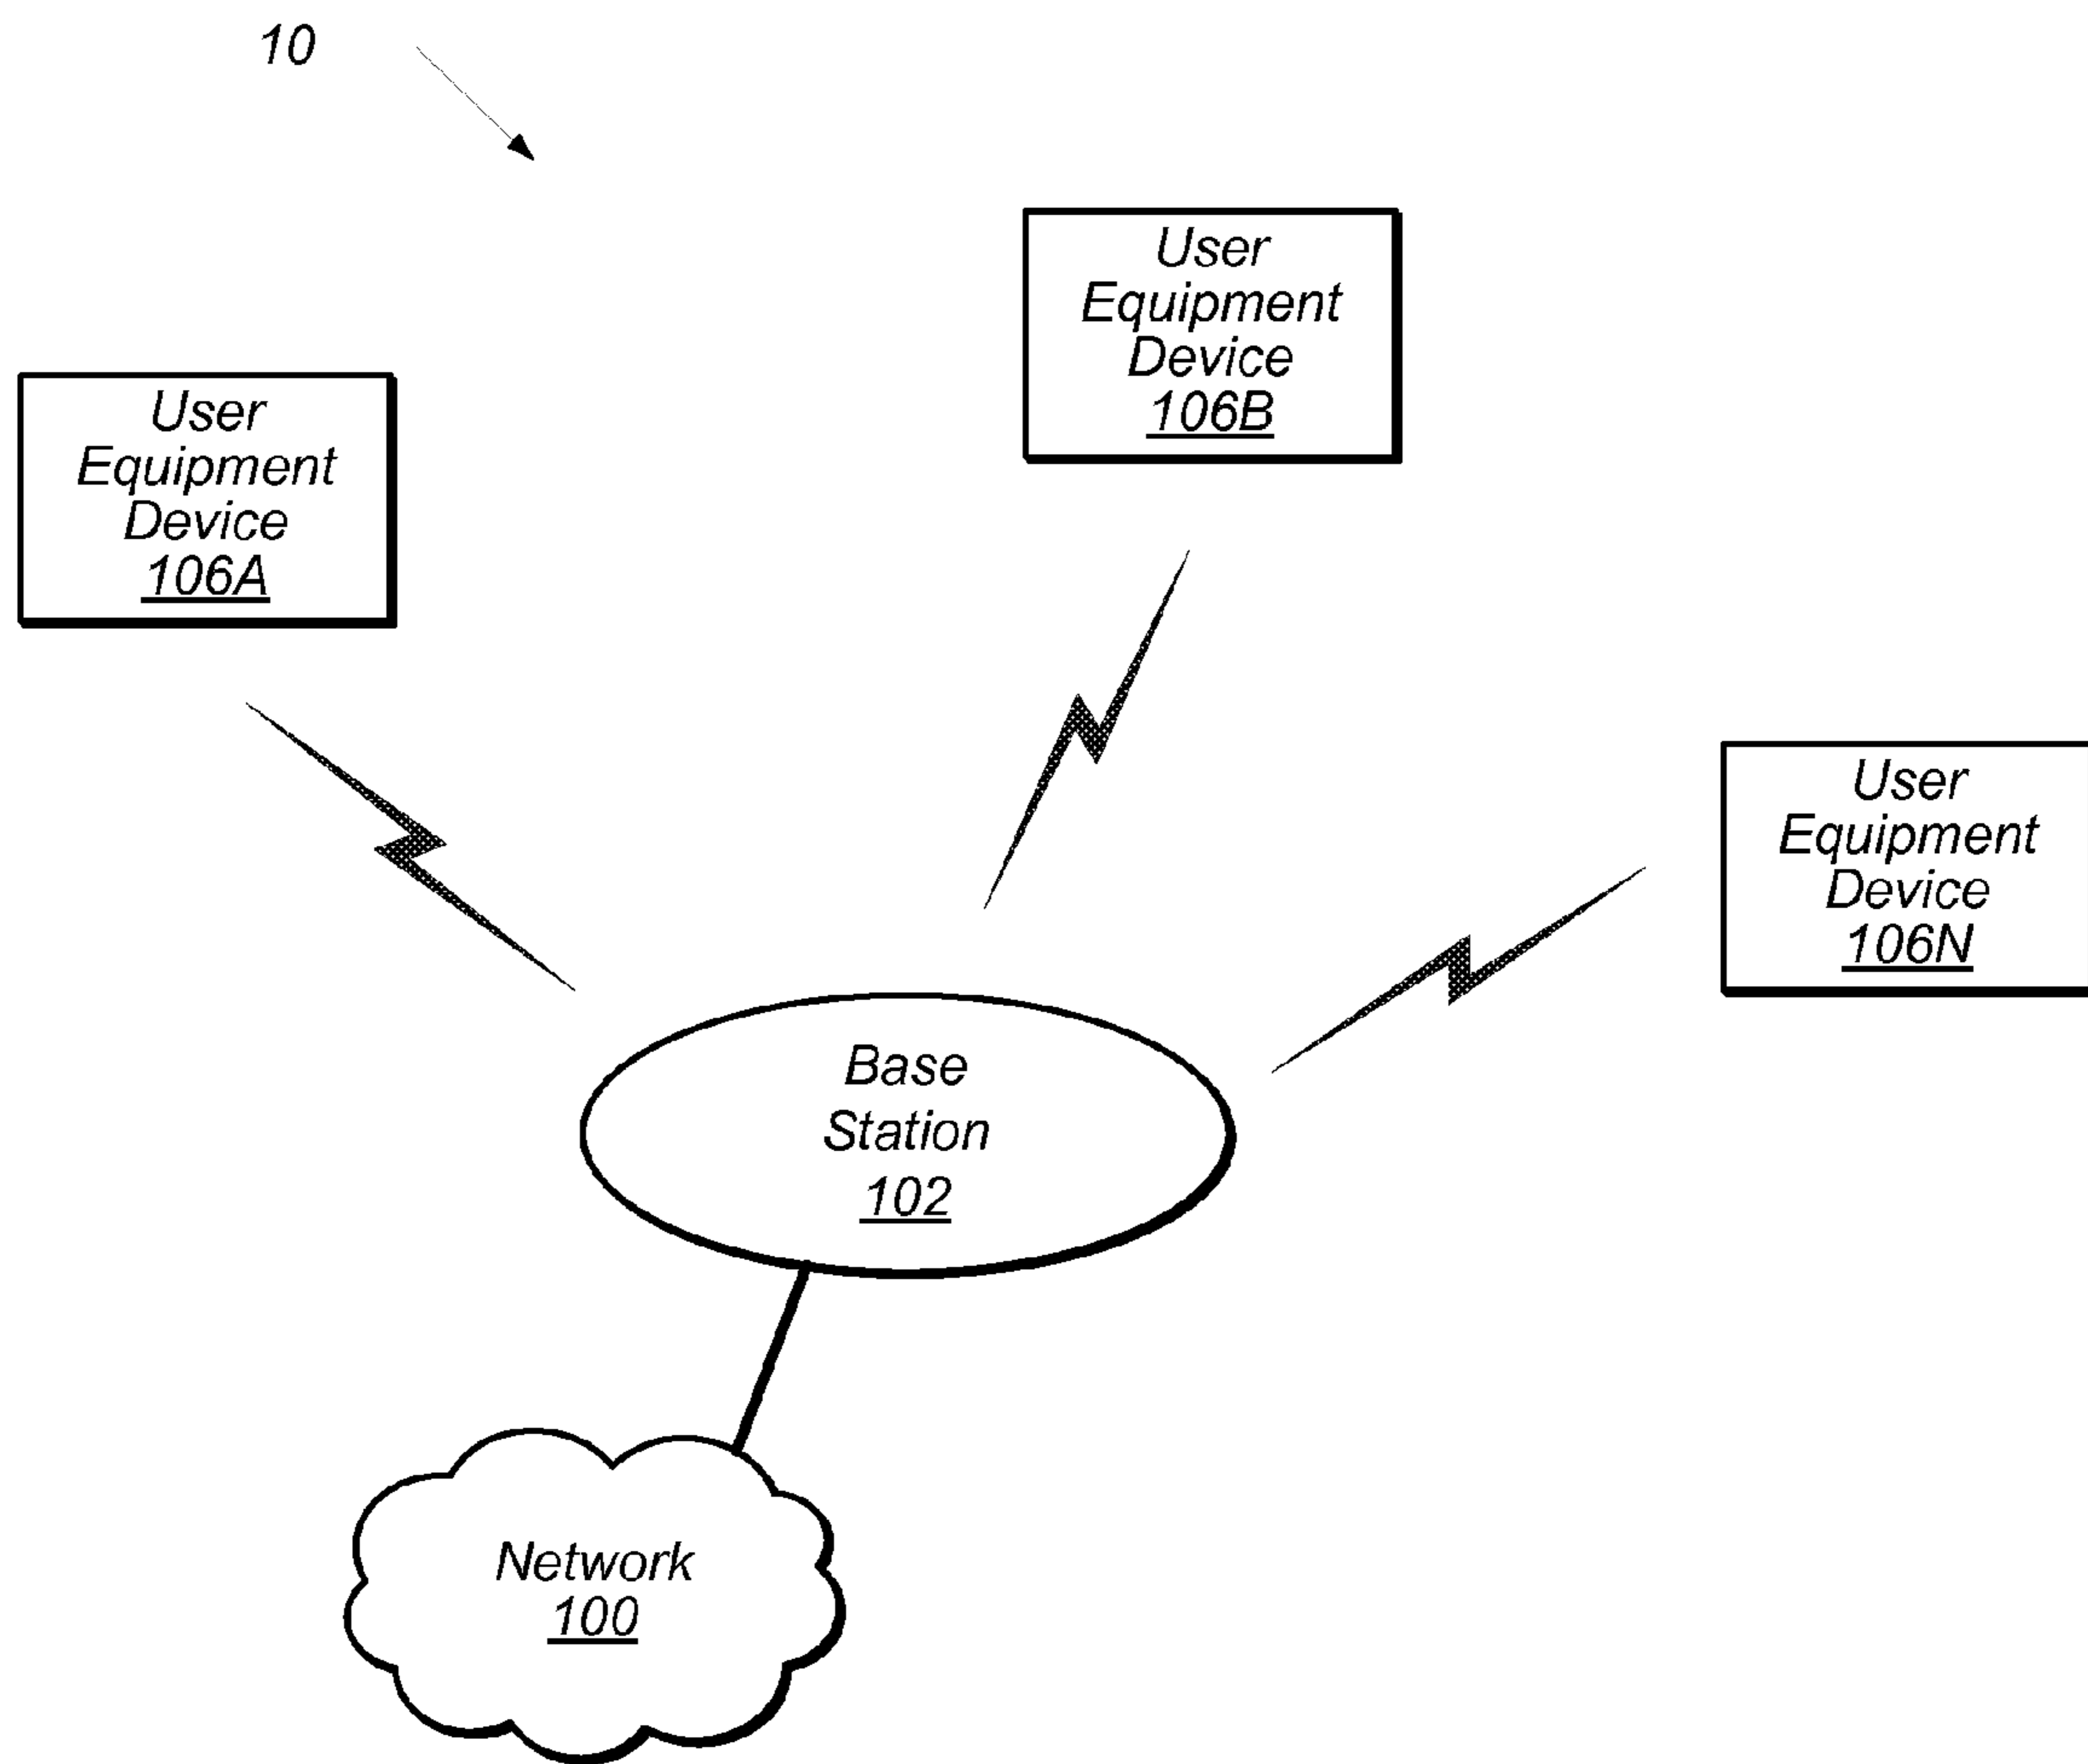 10
User
Equipment
Device
106B
User
Equipment
Device
106A
User
Equipment
Device
106N
Base
Station
102
Network
100